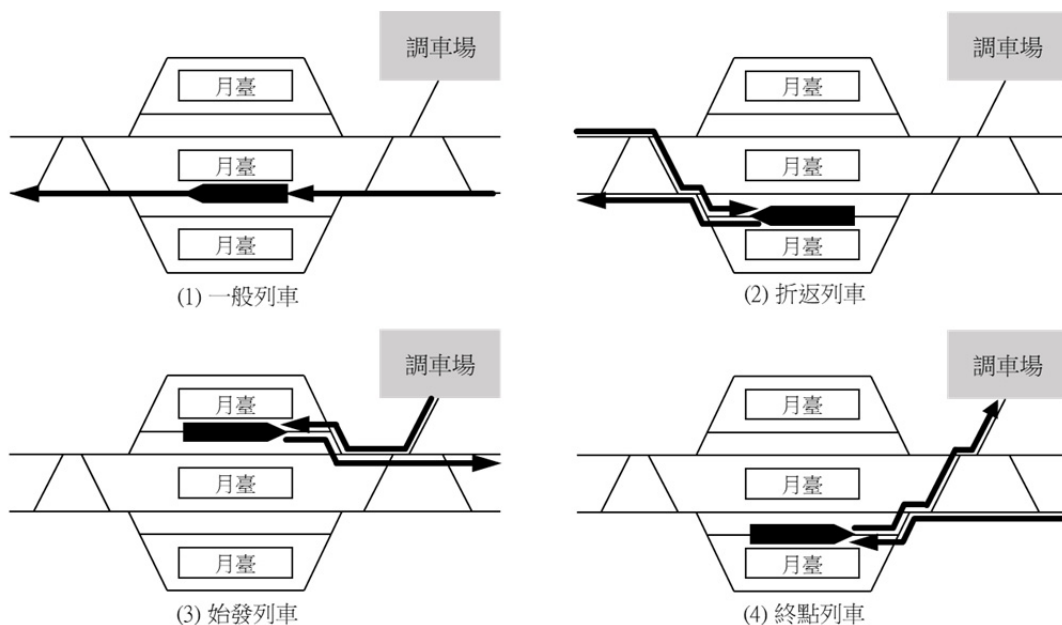 調車場
月臺
月臺
月臺
(1) 一般列車
調車場
月臺
月臺
月臺
(2) 折返列車
調車場
月臺
月臺
月臺
(3) 始發列車
調車場
月臺
月臺
月臺
(4) 終點列車